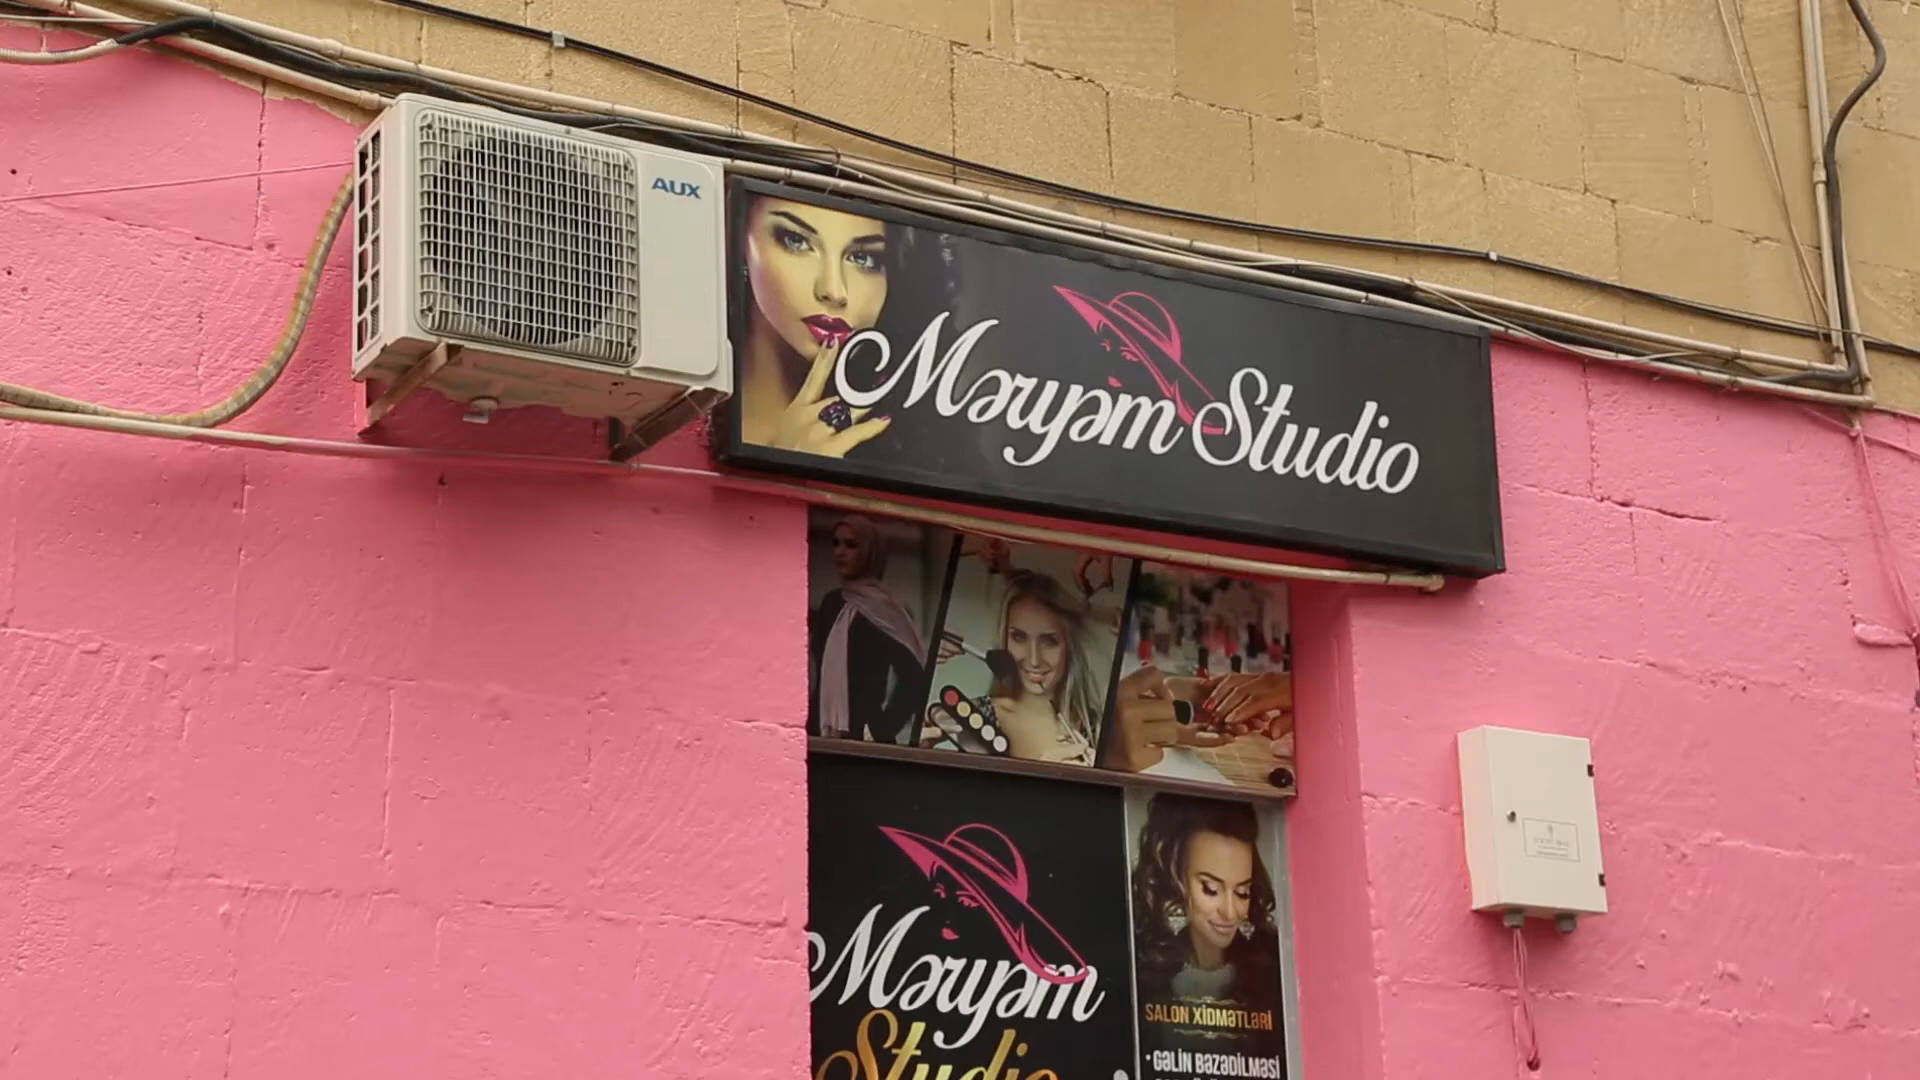 AUX
Məryəm Studio
Məryəm
Studio
SALON XİDMƏTLƏRİ
• GƏLİN BƏZƏDİLMƏSİ